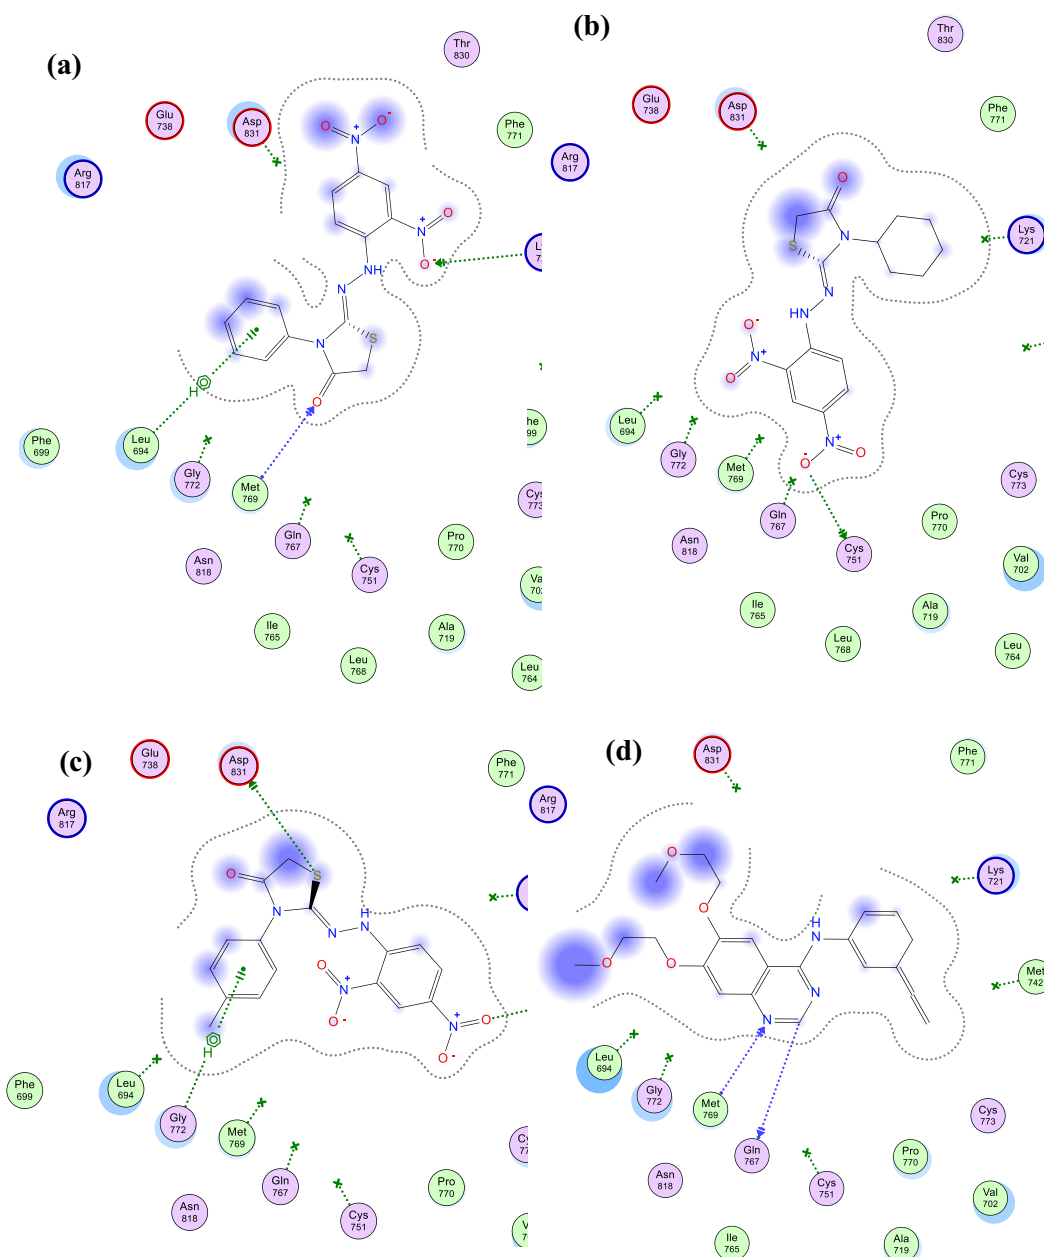 (a)
Thr
830
Glu
738
Asp
831
Phe
771
Arg
817
O
N
+
O
-
N
+
O
O
-
NH
N
N
S
O
H
Phe
699
Leu
694
Gly
772
Met
769
Gln
767
Cys
751
Asn
818
Pro
770
Ile
765
Leu
768
Ala
719
Leu
764
(b)
Thr
830
Glu
738
Asp
831
Phe
771
Arg
817
Lys
721
O
S
N
N
HN
O
-
N
+
O
N
+
O
-
O
Leu
694
Gly
772
Met
769
Gln
767
Cys
751
Cys
773
Asn
818
Pro
770
Val
702
Ile
765
Leu
768
Ala
719
Leu
764
(c)
Glu
738
Asp
831
Phe
771
Arg
817
O
S
N
N
H
N
O
N
+
O
-
N
+
O
O
-
H
Phe
699
Leu
694
Gly
772
Met
769
Gln
767
Cys
751
Asn
818
Pro
770
(d)
Asp
831
Phe
771
Arg
817
Lys
721
Met
742
O
O
O
O
H
N
N
N
Leu
694
Gly
772
Met
769
Gln
767
Cys
751
Cys
773
Asn
818
Pro
770
Val
702
Ile
765
Ala
719